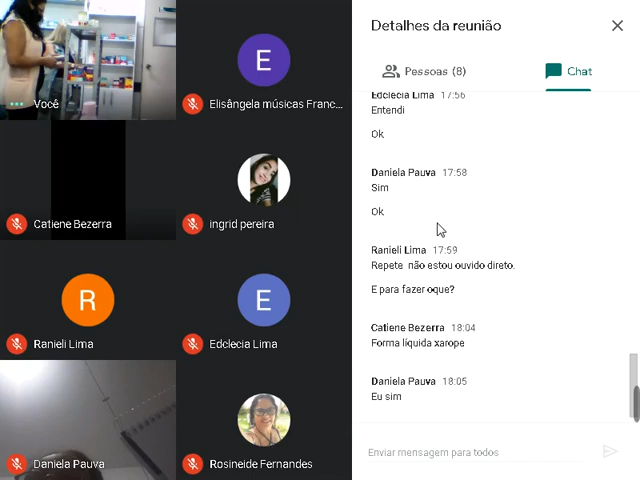 Você
E
Elisângela músicas Franc...
Catiene Bezerra
ingrid pereira
R
Ranieli Lima
E
Edclecia Lima
Daniela Pauva
Rosineide Fernandes
Detalhes da reunião
Pessoas (8)
Chat
Edclecia Lima 17:56
Entendi
Ok
Daniela Pauva 17:58
Sim
Ok
Ranieli Lima 17:59
Repete não estou ouvido direto.
E para fazer oque?
Catiene Bezerra 18:04
Forma líquida xarope
Daniela Pauva 18:05
Eu sim
Enviar mensagem para todos